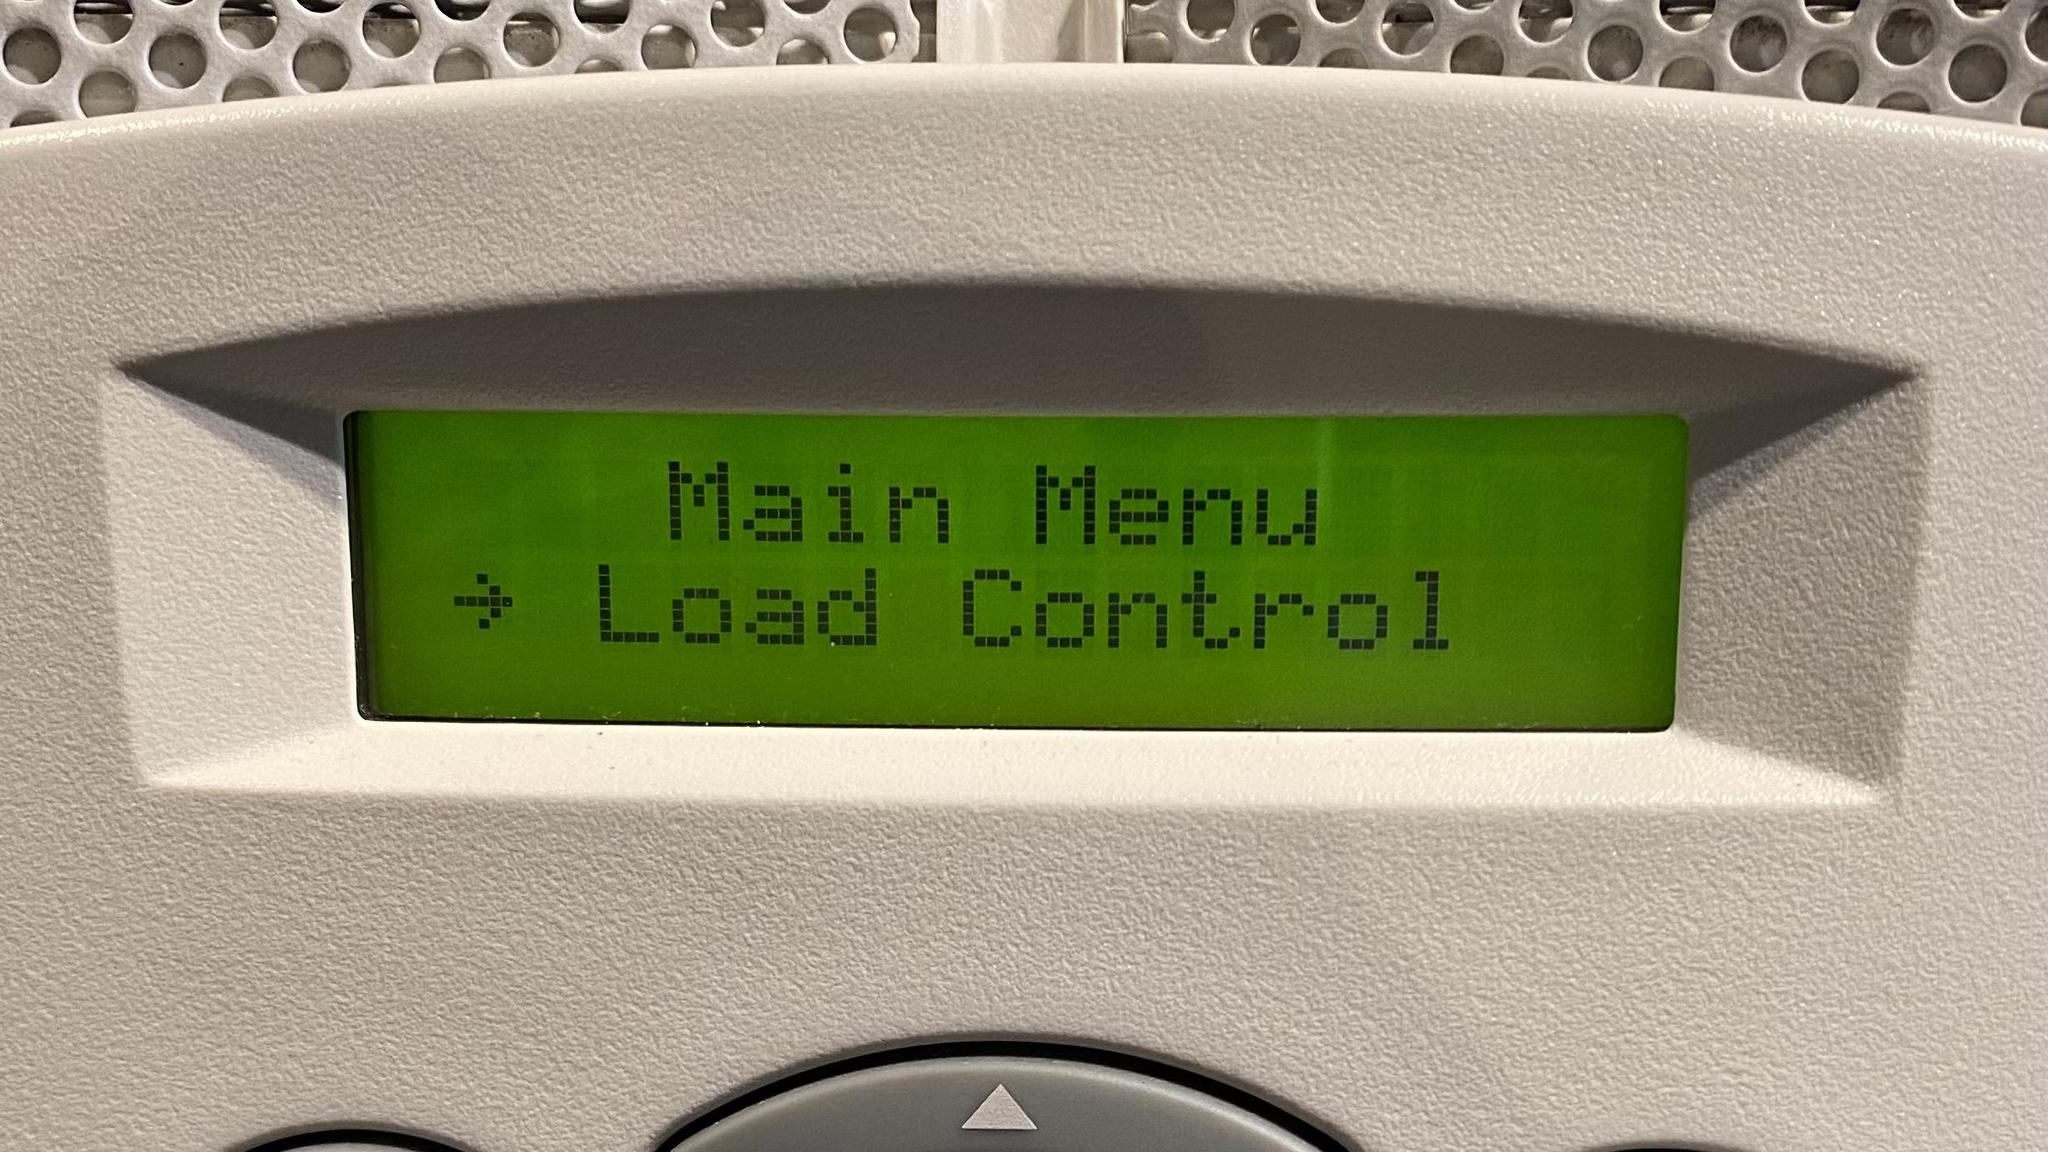 Main Menu
→ Load Control